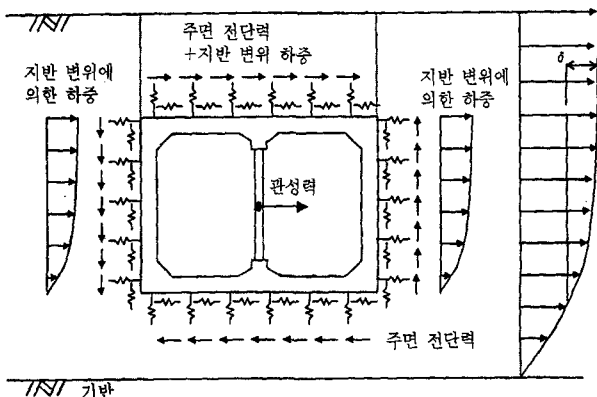 주면 전단력
+지반 변위 하중
지반 변위에
의한 하중
지반 변위에
의한 하중
δ
관성력
주면 전단력
기반